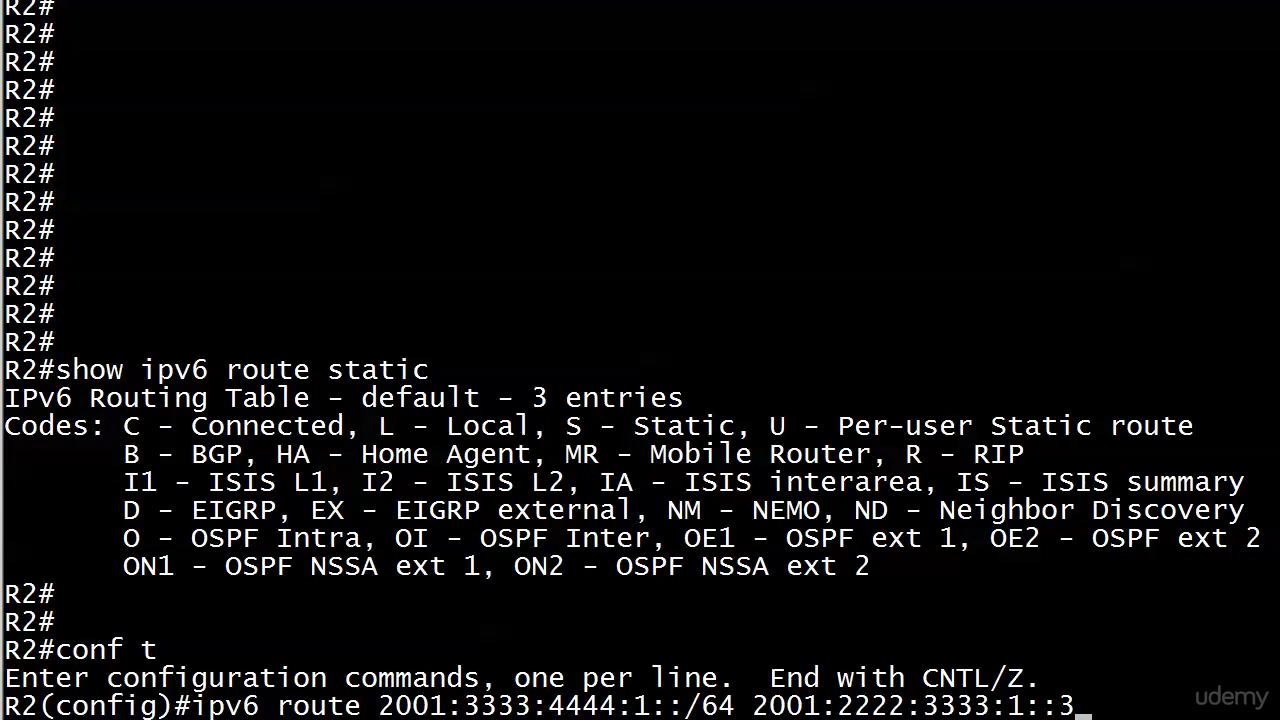 R2#
R2#
R2#
R2#
R2#
R2#
R2#
R2#
R2#
R2#
R2#
R2#
R2#
R2#show ipv6 route static
IPv6 Routing Table - default - 3 entries
Codes: C - Connected, L - Local, S - Static, U - Per-user Static route
       B - BGP, HA - Home Agent, MR - Mobile Router, R - RIP
       I1 - ISIS L1, I2 - ISIS L2, IA - ISIS interarea, IS - ISIS summary
       D - EIGRP, EX - EIGRP external, NM - NEMO, ND - Neighbor Discovery
       O - OSPF Intra, OI - OSPF Inter, OE1 - OSPF ext 1, OE2 - OSPF ext 2
       ON1 - OSPF NSSA ext 1, ON2 - OSPF NSSA ext 2
R2#
R2#
R2#conf t
Enter configuration commands, one per line.  End with CNTL/Z.
R2(config)#ipv6 route 2001:3333:4444:1::/64 2001:2222:3333:1::3
udemy